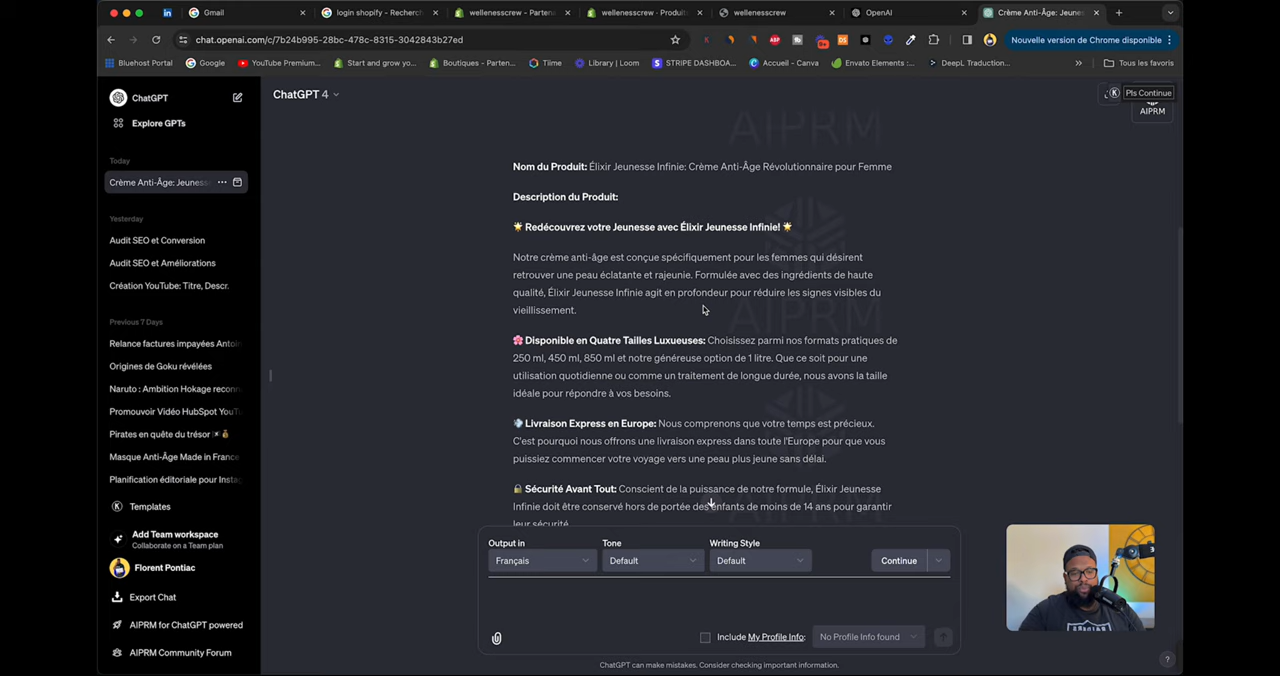 Gmail
login shopify - Recherc
wellenesscrew - Parten
wellenesscrew · Produits
wellenesscrew
OpenAI
Crème Anti-Âge: Jeunes
chat.openai.com/c/7b24b995-28bc-478c-8315-3042843b27ed
Nouvelle version de Chrome disponible
Bluehost Portal
Google
YouTube Premium...
Start and grow yo...
Boutiques - Parten...
Tiime
Library | Loom
STRIPE DASHBOA...
Accueil - Canva
Envato Elements :...
DeepL Traduction...
Tous les favoris
ChatGPT
Explore GPTs
Today
Crème Anti-Âge: Jeuness
Yesterday
Audit SEO et Conversion
Audit SEO et Améliorations
Création YouTube: Titre, Descr.
Previous 7 Days
Relance factures impayées Antoin
Origines de Goku révélées
Naruto : Ambition Hokage reconn
Promouvoir Vidéo HubSpot YouT
Pirates en quête du trésor 🏴‍☠️💰
Masque Anti-Âge Made in France
Planification éditoriale pour Insta
Templates
Add Team workspace
Collaborate on a Team plan
Florent Pontiac
Export Chat
AIPRM for ChatGPT powered
AIPRM Community Forum
ChatGPT 4
Pls Continue
AIPRM
AIPRM
Nom du Produit: Élixir Jeunesse Infinie: Crème Anti-Âge Révolutionnaire pour Femme
Description du Produit:
🌟 Redécouvrez votre Jeunesse avec Élixir Jeunesse Infinie! 🌟
Notre crème anti-âge est conçue spécifiquement pour les femmes qui désirent
retrouver une peau éclatante et rajeunie. Formulée avec des ingrédients de haute
qualité, Élixir Jeunesse Infinie agit en profondeur pour réduire les signes visibles du
vieillissement.
AIPRM
🌸 Disponible en Quatre Tailles Luxueuses: Choisissez parmi nos formats pratiques de
250 ml, 450 ml, 850 ml et notre généreuse option de 1 litre. Que ce soit pour une
utilisation quotidienne ou comme un traitement de longue durée, nous avons la taille
idéale pour répondre à vos besoins.
💨 Livraison Express en Europe: Nous comprenons que votre temps est précieux.
C'est pourquoi nous offrons une livraison express dans toute l'Europe pour que vous
puissiez commencer votre voyage vers une peau plus jeune sans délai.
🔒 Sécurité Avant Tout: Conscient de la puissance de notre formule, Élixir Jeunesse
Infinie doit être conservé hors de portée des enfants de moins de 14 ans pour garantir
leur sécurité.
Output in
Tone
Writing Style
Français
Default
Default
Continue
Include My Profile Info:
No Profile Info found
ChatGPT can make mistakes. Consider checking important information.
?